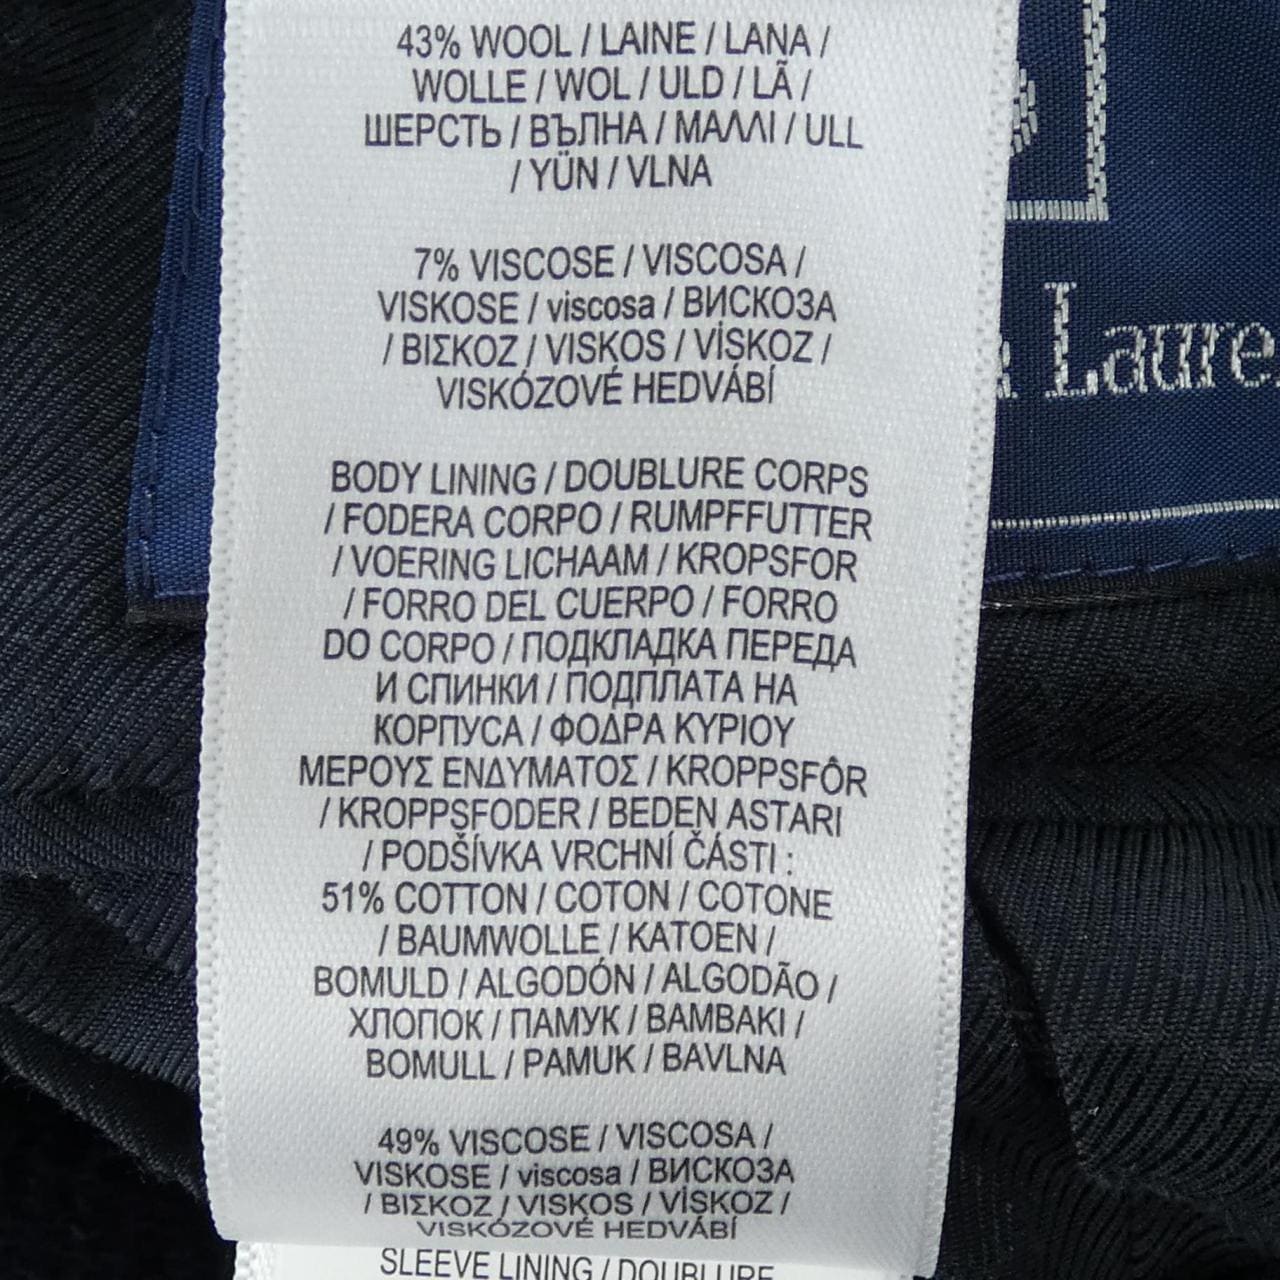 43% WOOL / LAINE / LANA /
WOLLE / WOL / ULD / LÃ /
ШЕРСТЬ / ВЪЛНА / ΜΑΛΛΙ / ULL
/ YÜN / VLNA
7% VISCOSE / VISCOSA /
VISKOSE / viscosa / ВИСКОЗА
/ ΒΙΣΚΟΖ / VISKOS / VİSKOZ /
VISKÓZOVÉ HEDVÁBÍ
BODY LINING / DOUBLURE CORPS
/ FODERA CORPO / RUMPFFUTTER
/ VOERING LICHAAM / KROPSFOR
/ FORRO DEL CUERPO / FORRO
DO CORPO / ПОДКЛАДКА ПЕРЕДА
И СПИНКИ / ПОДПЛАТА НА
КОРПУСА / ΦΟΔΡΑ ΚΥΡΙΟΥ
ΜΕΡΟΥΣ ΕΝΔΥΜΑΤΟΣ / KROPPSFÔR
/ KROPPSFODER / BEDEN ASTARI
/ PODŠÍVKA VRCHNÍ ČÁSTI :
51% COTTON / COTON / COTONE
/ BAUMWOLLE / KATOEN /
BOMULD / ALGODÓN / ALGODÃO /
ХЛОПОК / ПАМУК / ΒΑΜΒΑΚΙ /
BOMULL / PAMUK / BAVLNA
49% VISCOSE / VISCOSA /
VISKOSE / viscosa / ВИСКОЗА
/ ΒΙΣΚΟΖ / VISKOS / VİSKOZ /
VISKÓZOVÉ HEDVÁBÍ
SLEEVE LINING / DOUBLURE
Laure